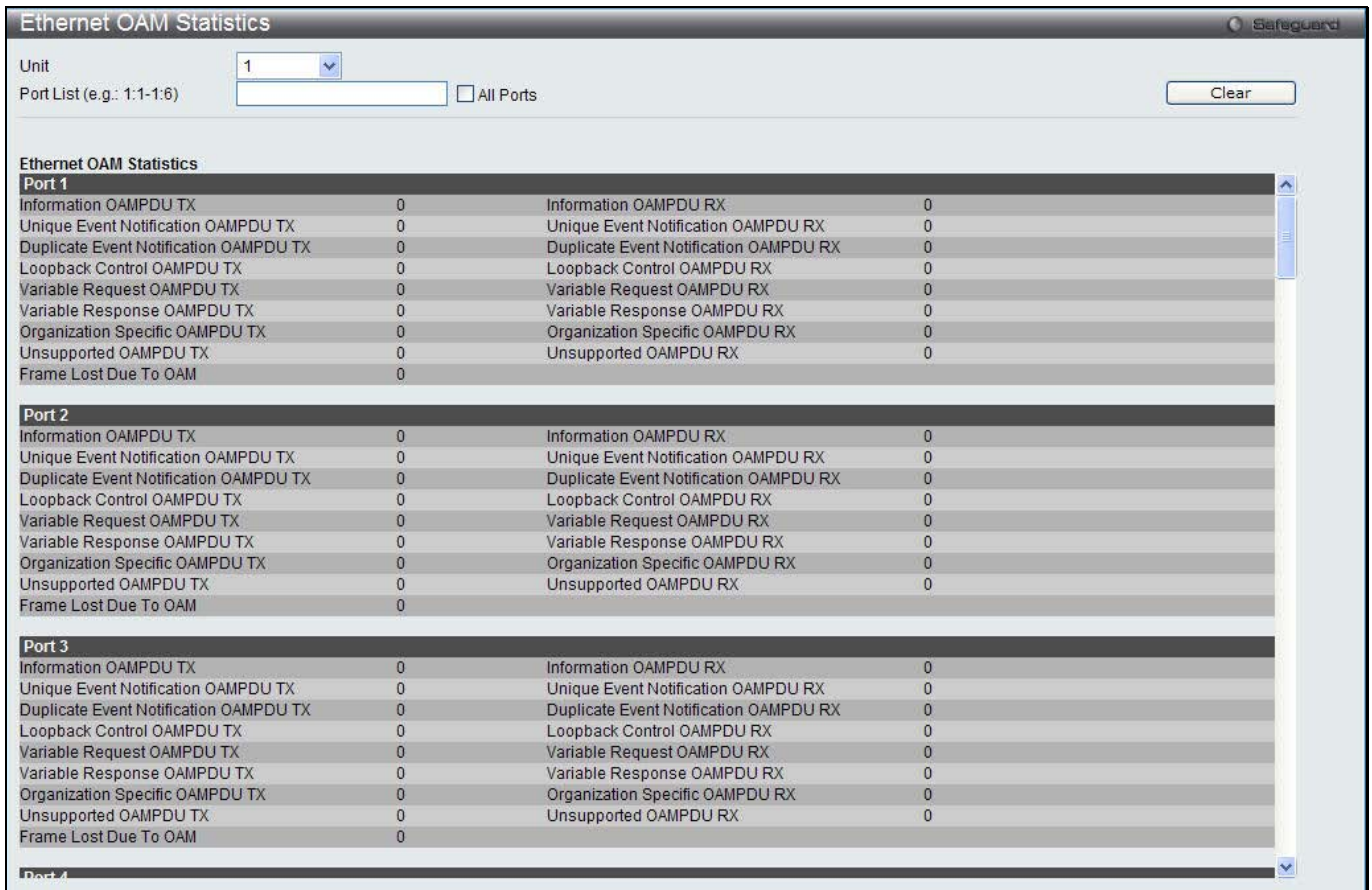 Ethernet OAM Statistics
Safeguard
Unit 1
Port List (e.g.: 1:1-1:6) All Ports Clear
Ethernet OAM Statistics
Port 1
Information OAMPDU TX 0 Information OAMPDU RX 0
Unique Event Notification OAMPDU TX 0 Unique Event Notification OAMPDU RX 0
Duplicate Event Notification OAMPDU TX 0 Duplicate Event Notification OAMPDU RX 0
Loopback Control OAMPDU TX 0 Loopback Control OAMPDU RX 0
Variable Request OAMPDU TX 0 Variable Request OAMPDU RX 0
Variable Response OAMPDU TX 0 Variable Response OAMPDU RX 0
Organization Specific OAMPDU TX 0 Organization Specific OAMPDU RX 0
Unsupported OAMPDU TX 0 Unsupported OAMPDU RX 0
Frame Lost Due To OAM 0
Port 2
Information OAMPDU TX 0 Information OAMPDU RX 0
Unique Event Notification OAMPDU TX 0 Unique Event Notification OAMPDU RX 0
Duplicate Event Notification OAMPDU TX 0 Duplicate Event Notification OAMPDU RX 0
Loopback Control OAMPDU TX 0 Loopback Control OAMPDU RX 0
Variable Request OAMPDU TX 0 Variable Request OAMPDU RX 0
Variable Response OAMPDU TX 0 Variable Response OAMPDU RX 0
Organization Specific OAMPDU TX 0 Organization Specific OAMPDU RX 0
Unsupported OAMPDU TX 0 Unsupported OAMPDU RX 0
Frame Lost Due To OAM 0
Port 3
Information OAMPDU TX 0 Information OAMPDU RX 0
Unique Event Notification OAMPDU TX 0 Unique Event Notification OAMPDU RX 0
Duplicate Event Notification OAMPDU TX 0 Duplicate Event Notification OAMPDU RX 0
Loopback Control OAMPDU TX 0 Loopback Control OAMPDU RX 0
Variable Request OAMPDU TX 0 Variable Request OAMPDU RX 0
Variable Response OAMPDU TX 0 Variable Response OAMPDU RX 0
Organization Specific OAMPDU TX 0 Organization Specific OAMPDU RX 0
Unsupported OAMPDU TX 0 Unsupported OAMPDU RX 0
Frame Lost Due To OAM 0
Port 4